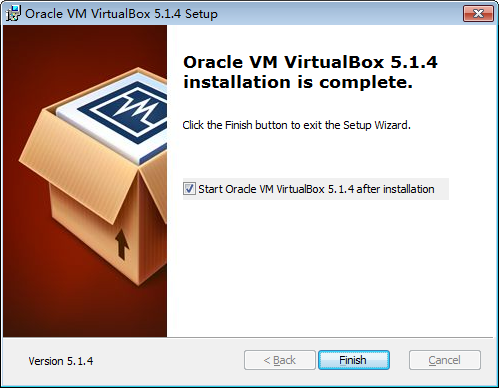 Oracle VM VirtualBox 5.1.4 Setup
Oracle VM VirtualBox 5.1.4
installation is complete.
Click the Finish button to exit the Setup Wizard.
Start Oracle VM VirtualBox 5.1.4 after installation
Version 5.1.4
< Back
Finish
Cancel